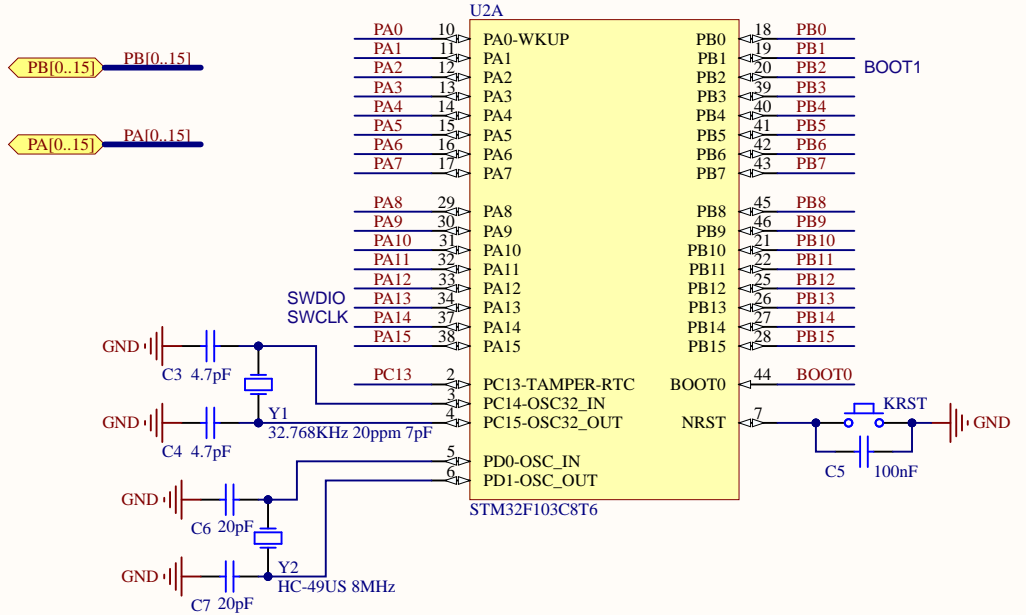 U2A
PB[0..15] PB[0..15]
PA[0..15] PA[0..15]
PA0 10 PA0-WKUP PB0 18 PB0
PA1 11 PA1 PB1 19 PB1
PA2 12 PA2 PB2 20 PB2 BOOT1
PA3 13 PA3 PB3 39 PB3
PA4 14 PA4 PB4 40 PB4
PA5 15 PA5 PB5 41 PB5
PA6 16 PA6 PB6 42 PB6
PA7 17 PA7 PB7 43 PB7
PA8 29 PA8 PB8 45 PB8
PA9 30 PA9 PB9 46 PB9
PA10 31 PA10 PB10 21 PB10
PA11 32 PA11 PB11 22 PB11
PA12 33 PA12 PB12 25 PB12
SWDIO PA13 34 PA13 PB13 26 PB13
SWCLK PA14 37 PA14 PB14 27 PB14
PA15 38 PA15 PB15 28 PB15
GND
C3 4.7pF
PC13 2 PC13-TAMPER-RTC BOOT0 44 BOOT0
3 PC14-OSC32_IN
4 PC15-OSC32_OUT NRST 7 KRST GND
Y1
32.768KHz 20ppm 7pF
GND
C4 4.7pF
C5 100nF
5 PD0-OSC_IN
6 PD1-OSC_OUT
GND
C6 20pF
STM32F103C8T6
Y2
HC-49US 8MHz
GND
C7 20pF